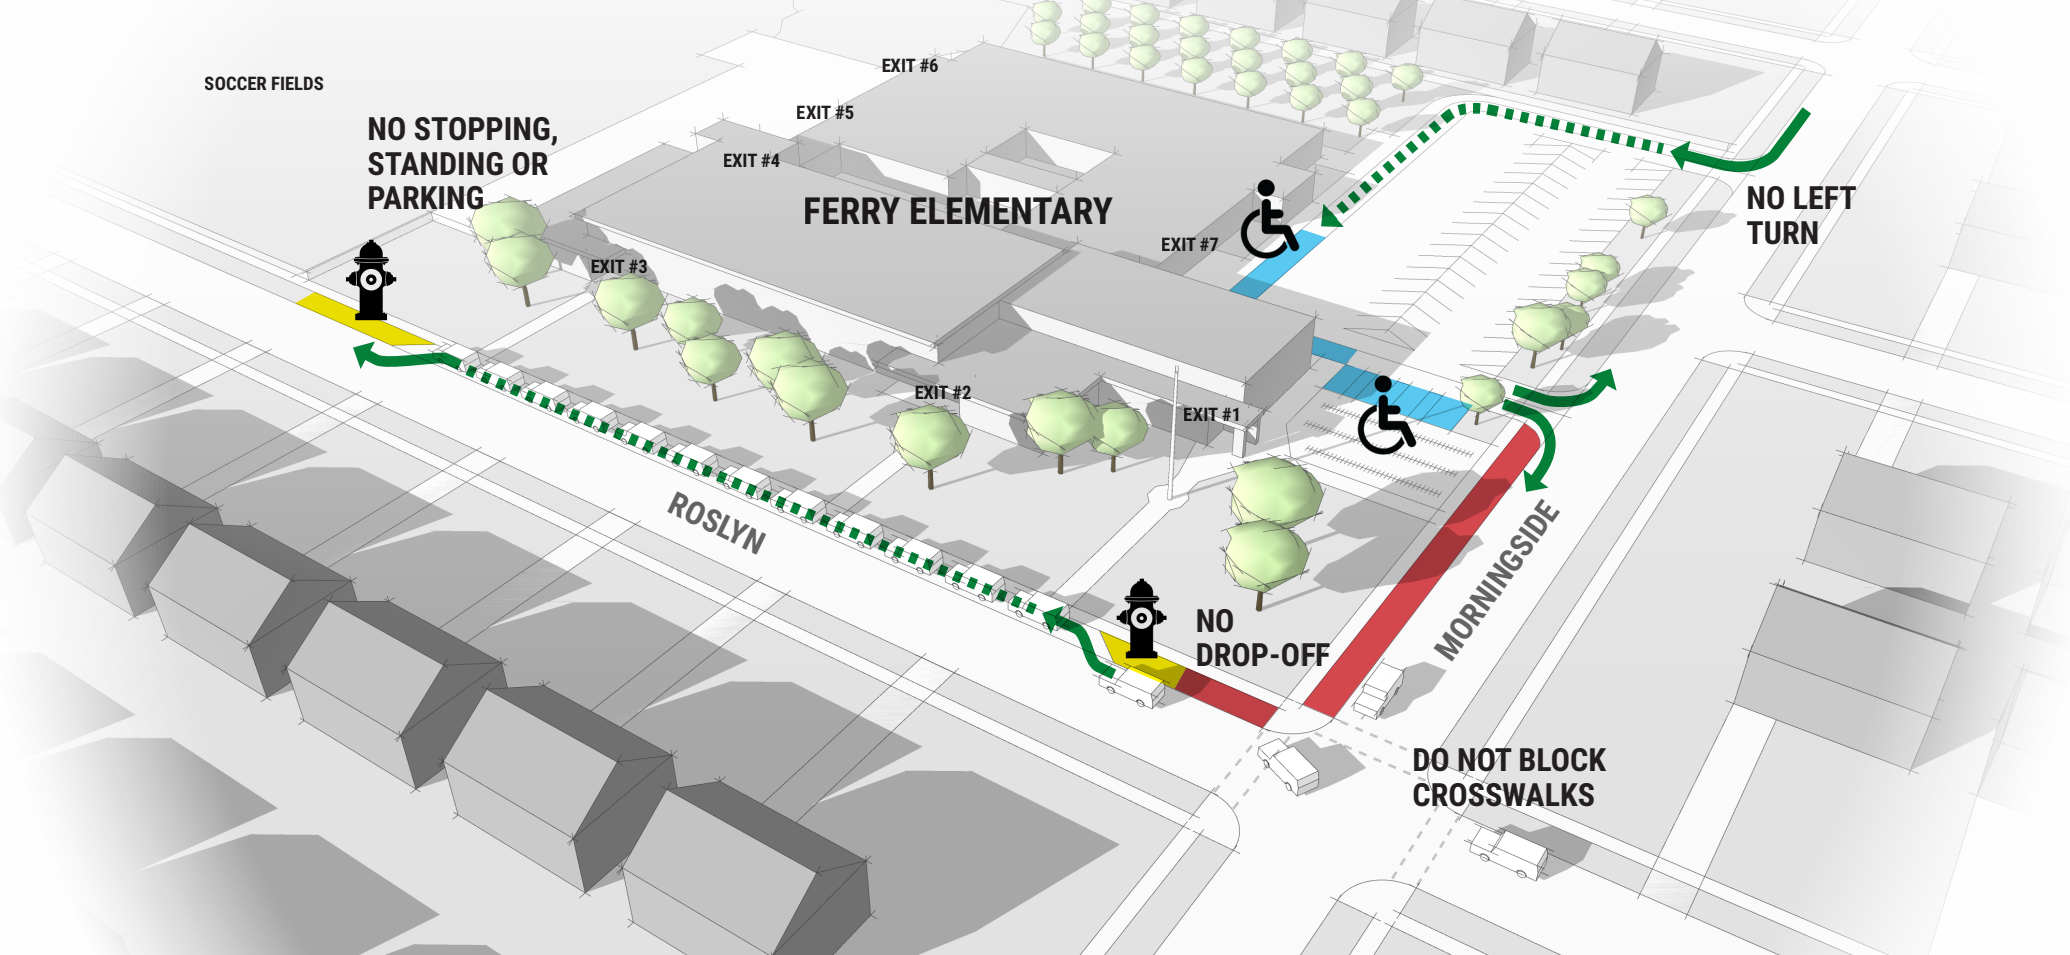 EXIT #6
SOCCER FIELDS
EXIT #5
NO STOPPING,
STANDING OR
PARKING
EXIT #4
FERRY ELEMENTARY
NO LEFT
TURN
EXIT #7
EXIT #3
EXIT #2
EXIT #1
ROSLYN
MORNINGSIDE
NO
DROP-OFF
DO NOT BLOCK
CROSSWALKS